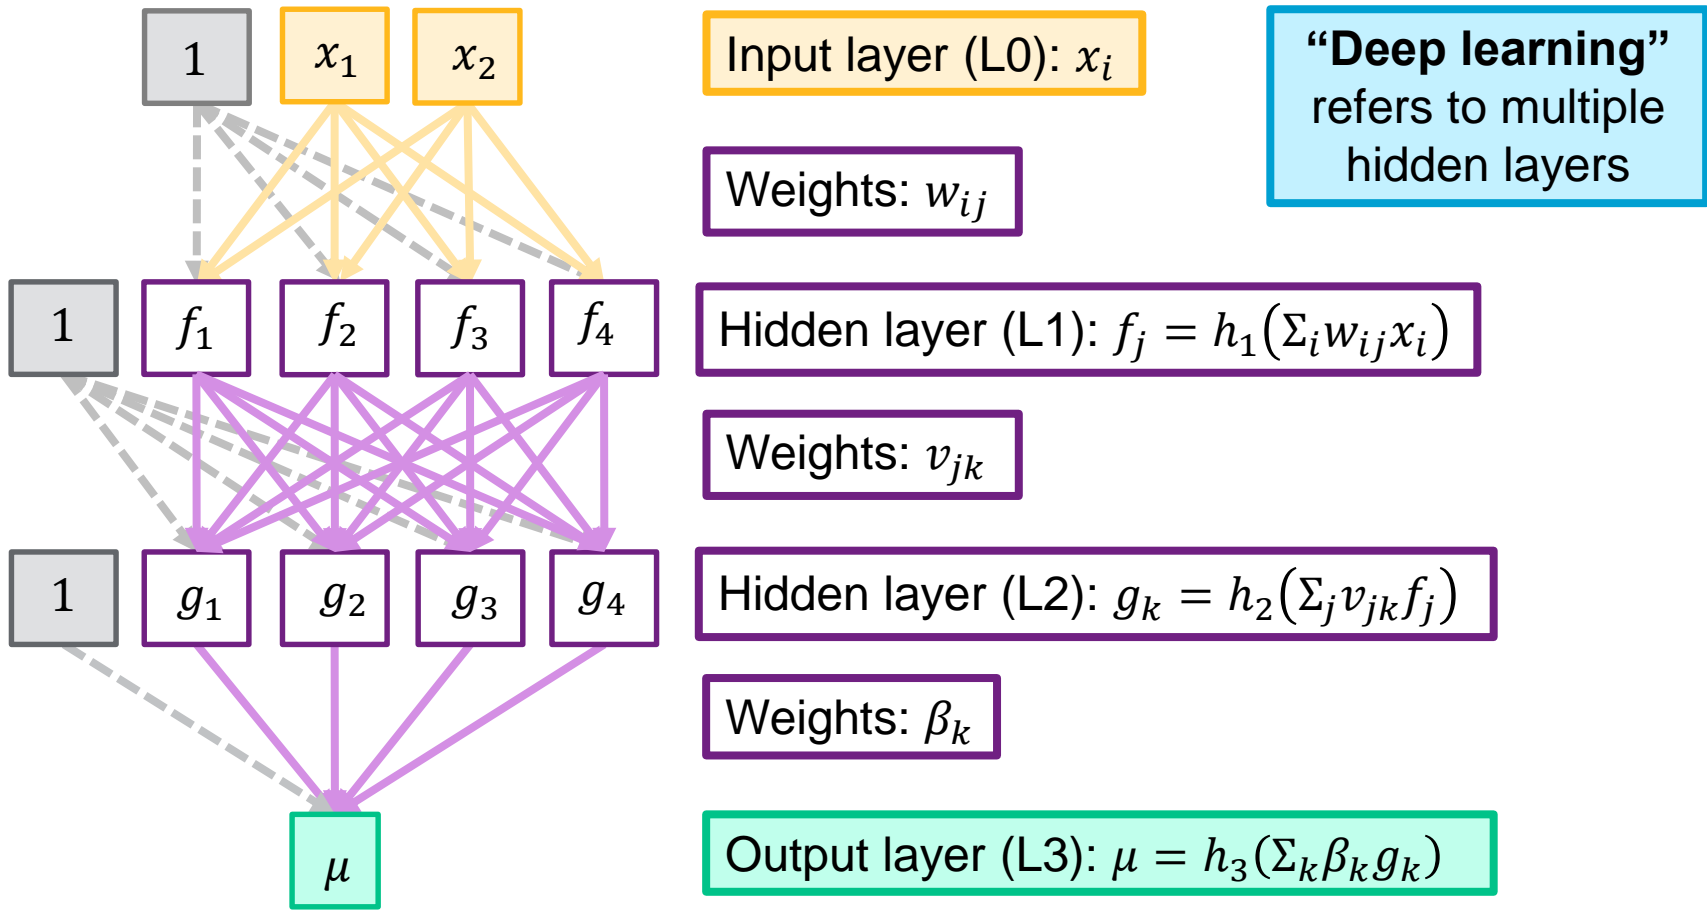 1 x₁ x₂
Input layer (L0): xᵢ
“Deep learning”
refers to multiple
hidden layers
Weights: wᵢⱼ
1 f₁ f₂ f₃ f₄
Hidden layer (L1): fⱼ = h₁(Σᵢwᵢⱼxᵢ)
Weights: vⱼₖ
1 g₁ g₂ g₃ g₄
Hidden layer (L2): gₖ = h₂(Σⱼvⱼₖfⱼ)
Weights: βₖ
μ
Output layer (L3): μ = h₃(Σₖβₖgₖ)